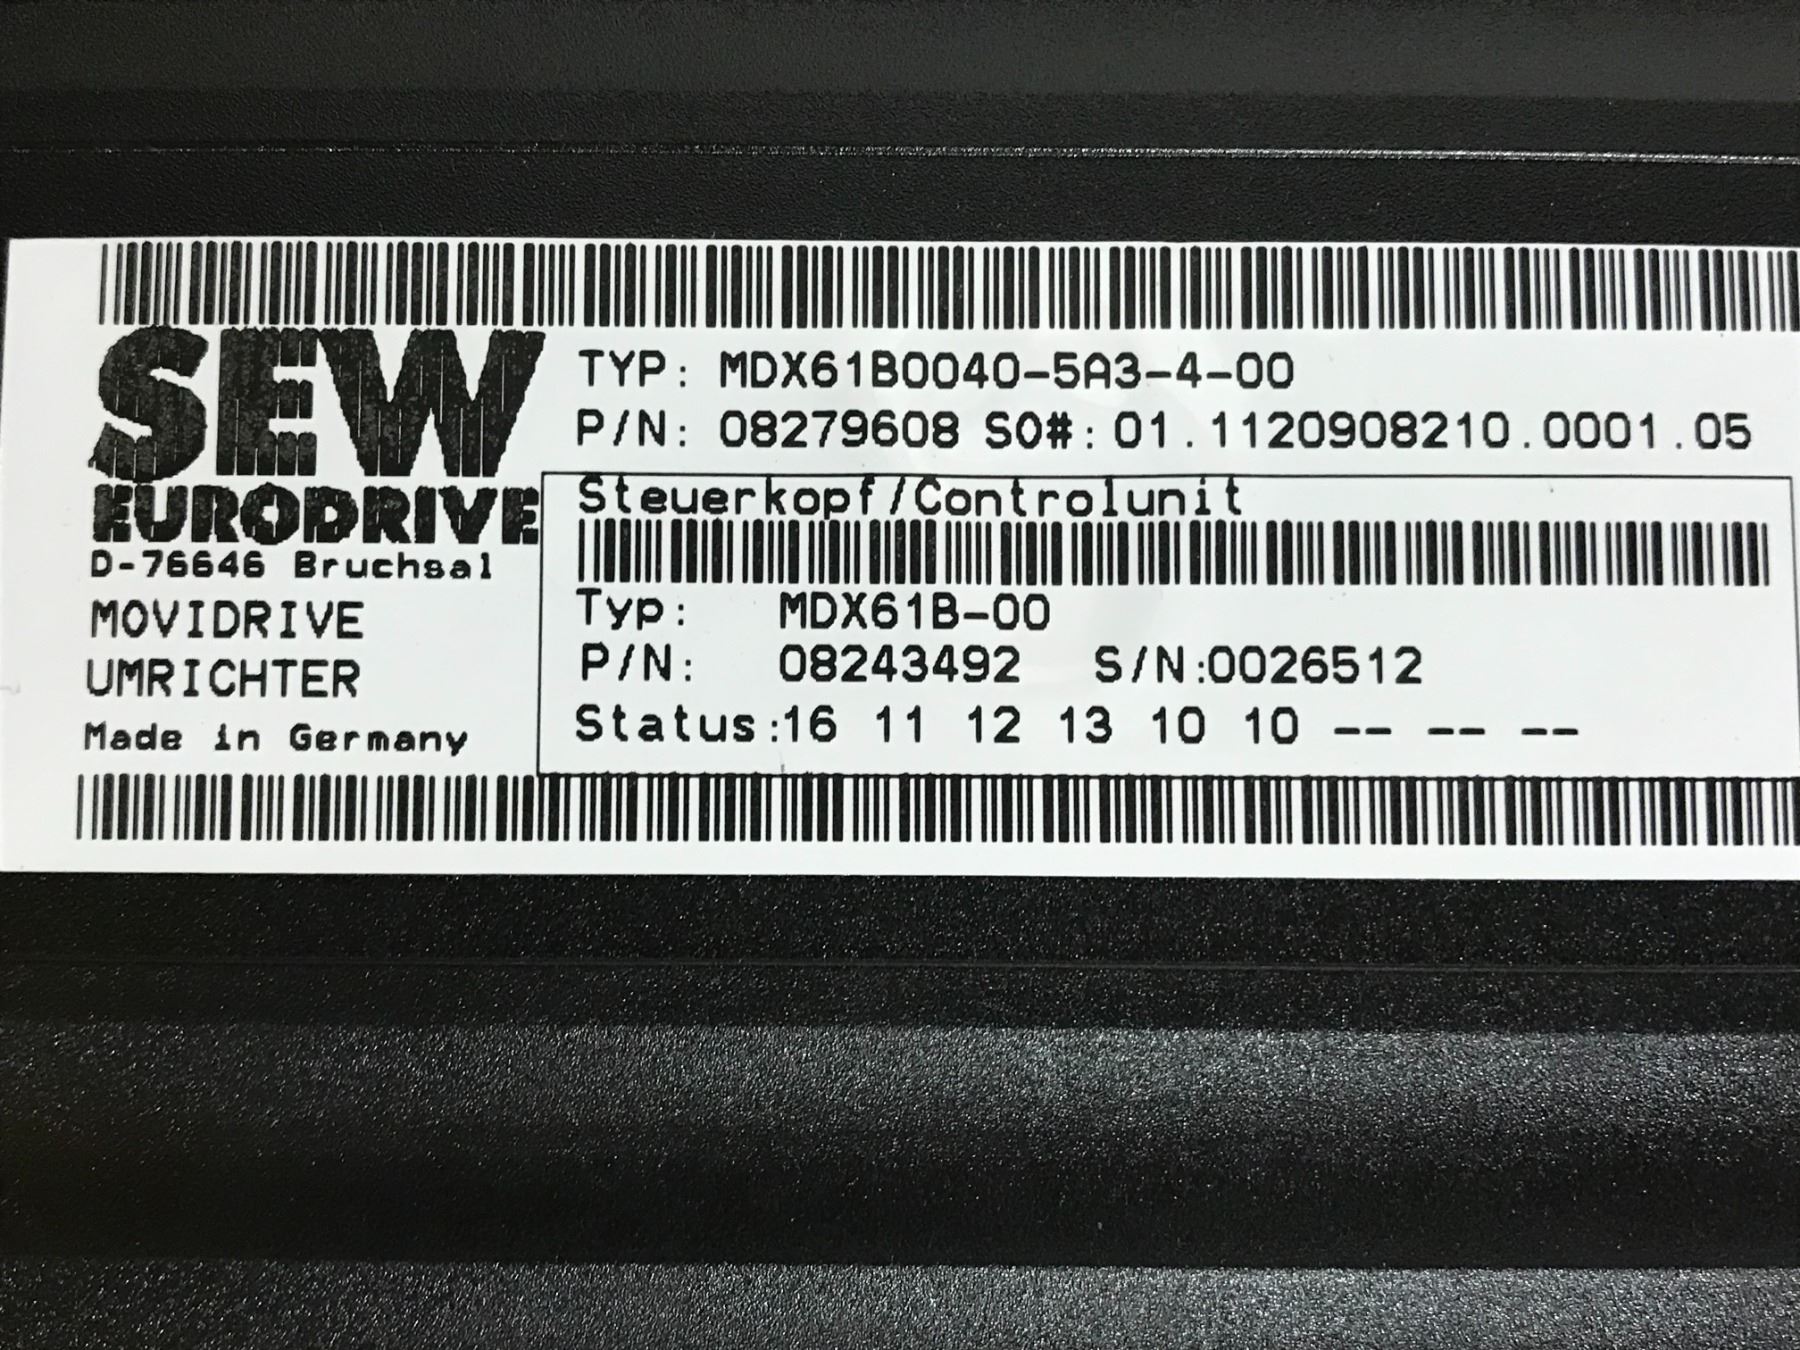 SEW
EURODRIVE
D-76646 Bruchsal
MOVIDRIVE
UMRICHTER
Made in Germany
TYP: MDX61B0040-5A3-4-00
P/N: 08279608 SO#: 01.1120908210.0001.05
Steuerkopf/Controlunit
Typ: MDX61B-00
P/N: 08243492 S/N:0026512
Status:16 11 12 13 10 10 -- -- --